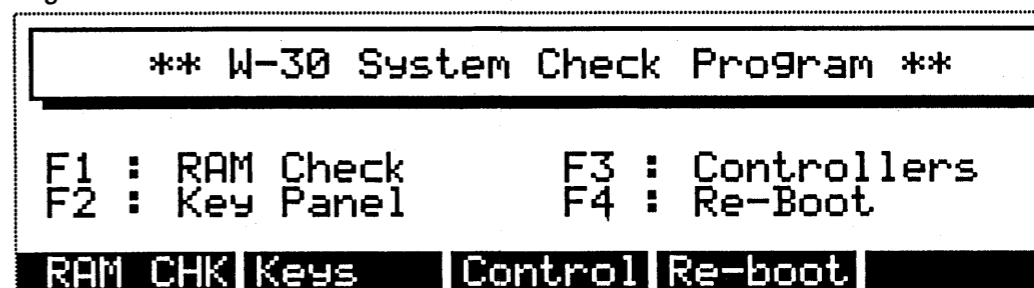 ** W-30 System Check Program **
F1 : RAM Check F3 : Controllers
F2 : Key Panel F4 : Re-Boot
RAM CHK Keys Control Re-boot